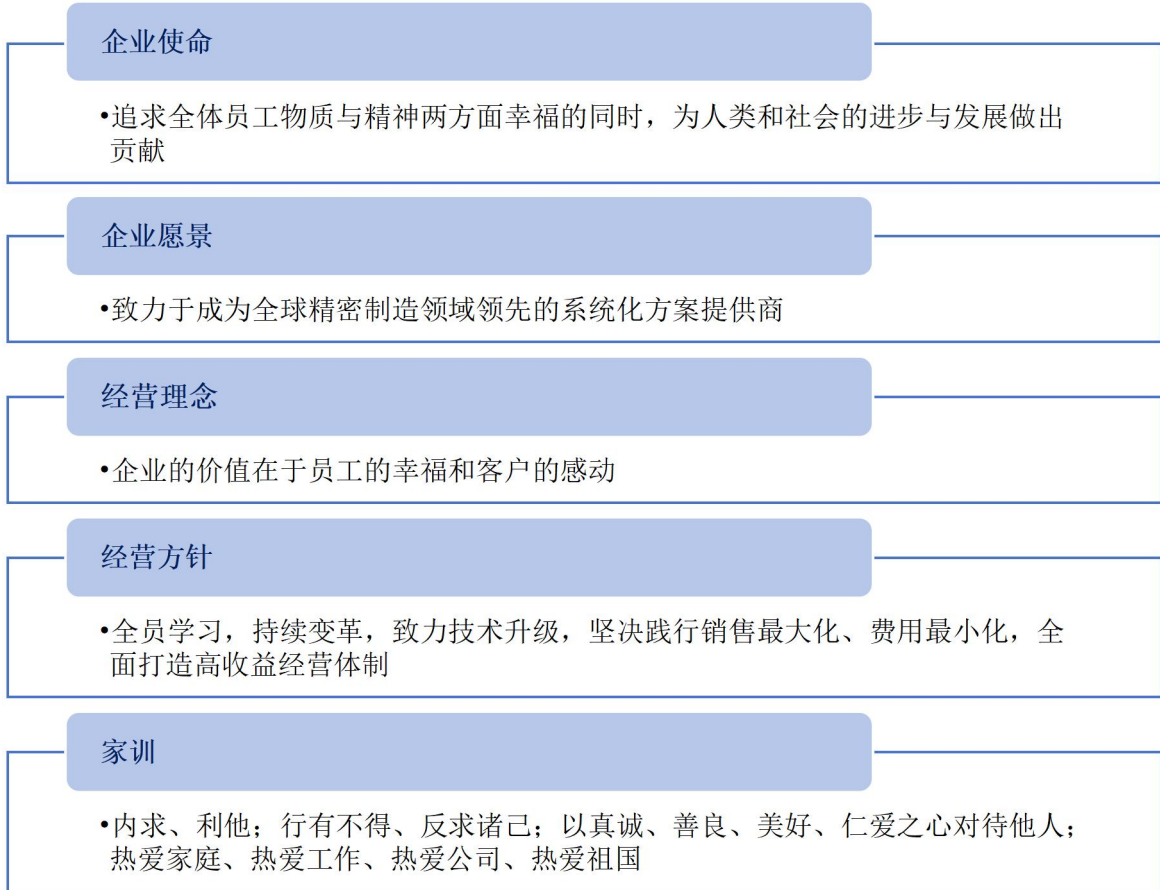 企业使命
•追求全体员工物质与精神两方面幸福的同时，为人类和社会的进步与发展做出
贡献
企业愿景
•致力于成为全球精密制造领域领先的系统化方案提供商
经营理念
•企业的价值在于员工的幸福和客户的感动
经营方针
•全员学习，持续变革，致力技术升级，坚决践行销售最大化、费用最小化，全
面打造高收益经营体制
家训
•内求、利他；行有不得、反求诸己；以真诚、善良、美好、仁爱之心对待他人；
热爱家庭、热爱工作、热爱公司、热爱祖国